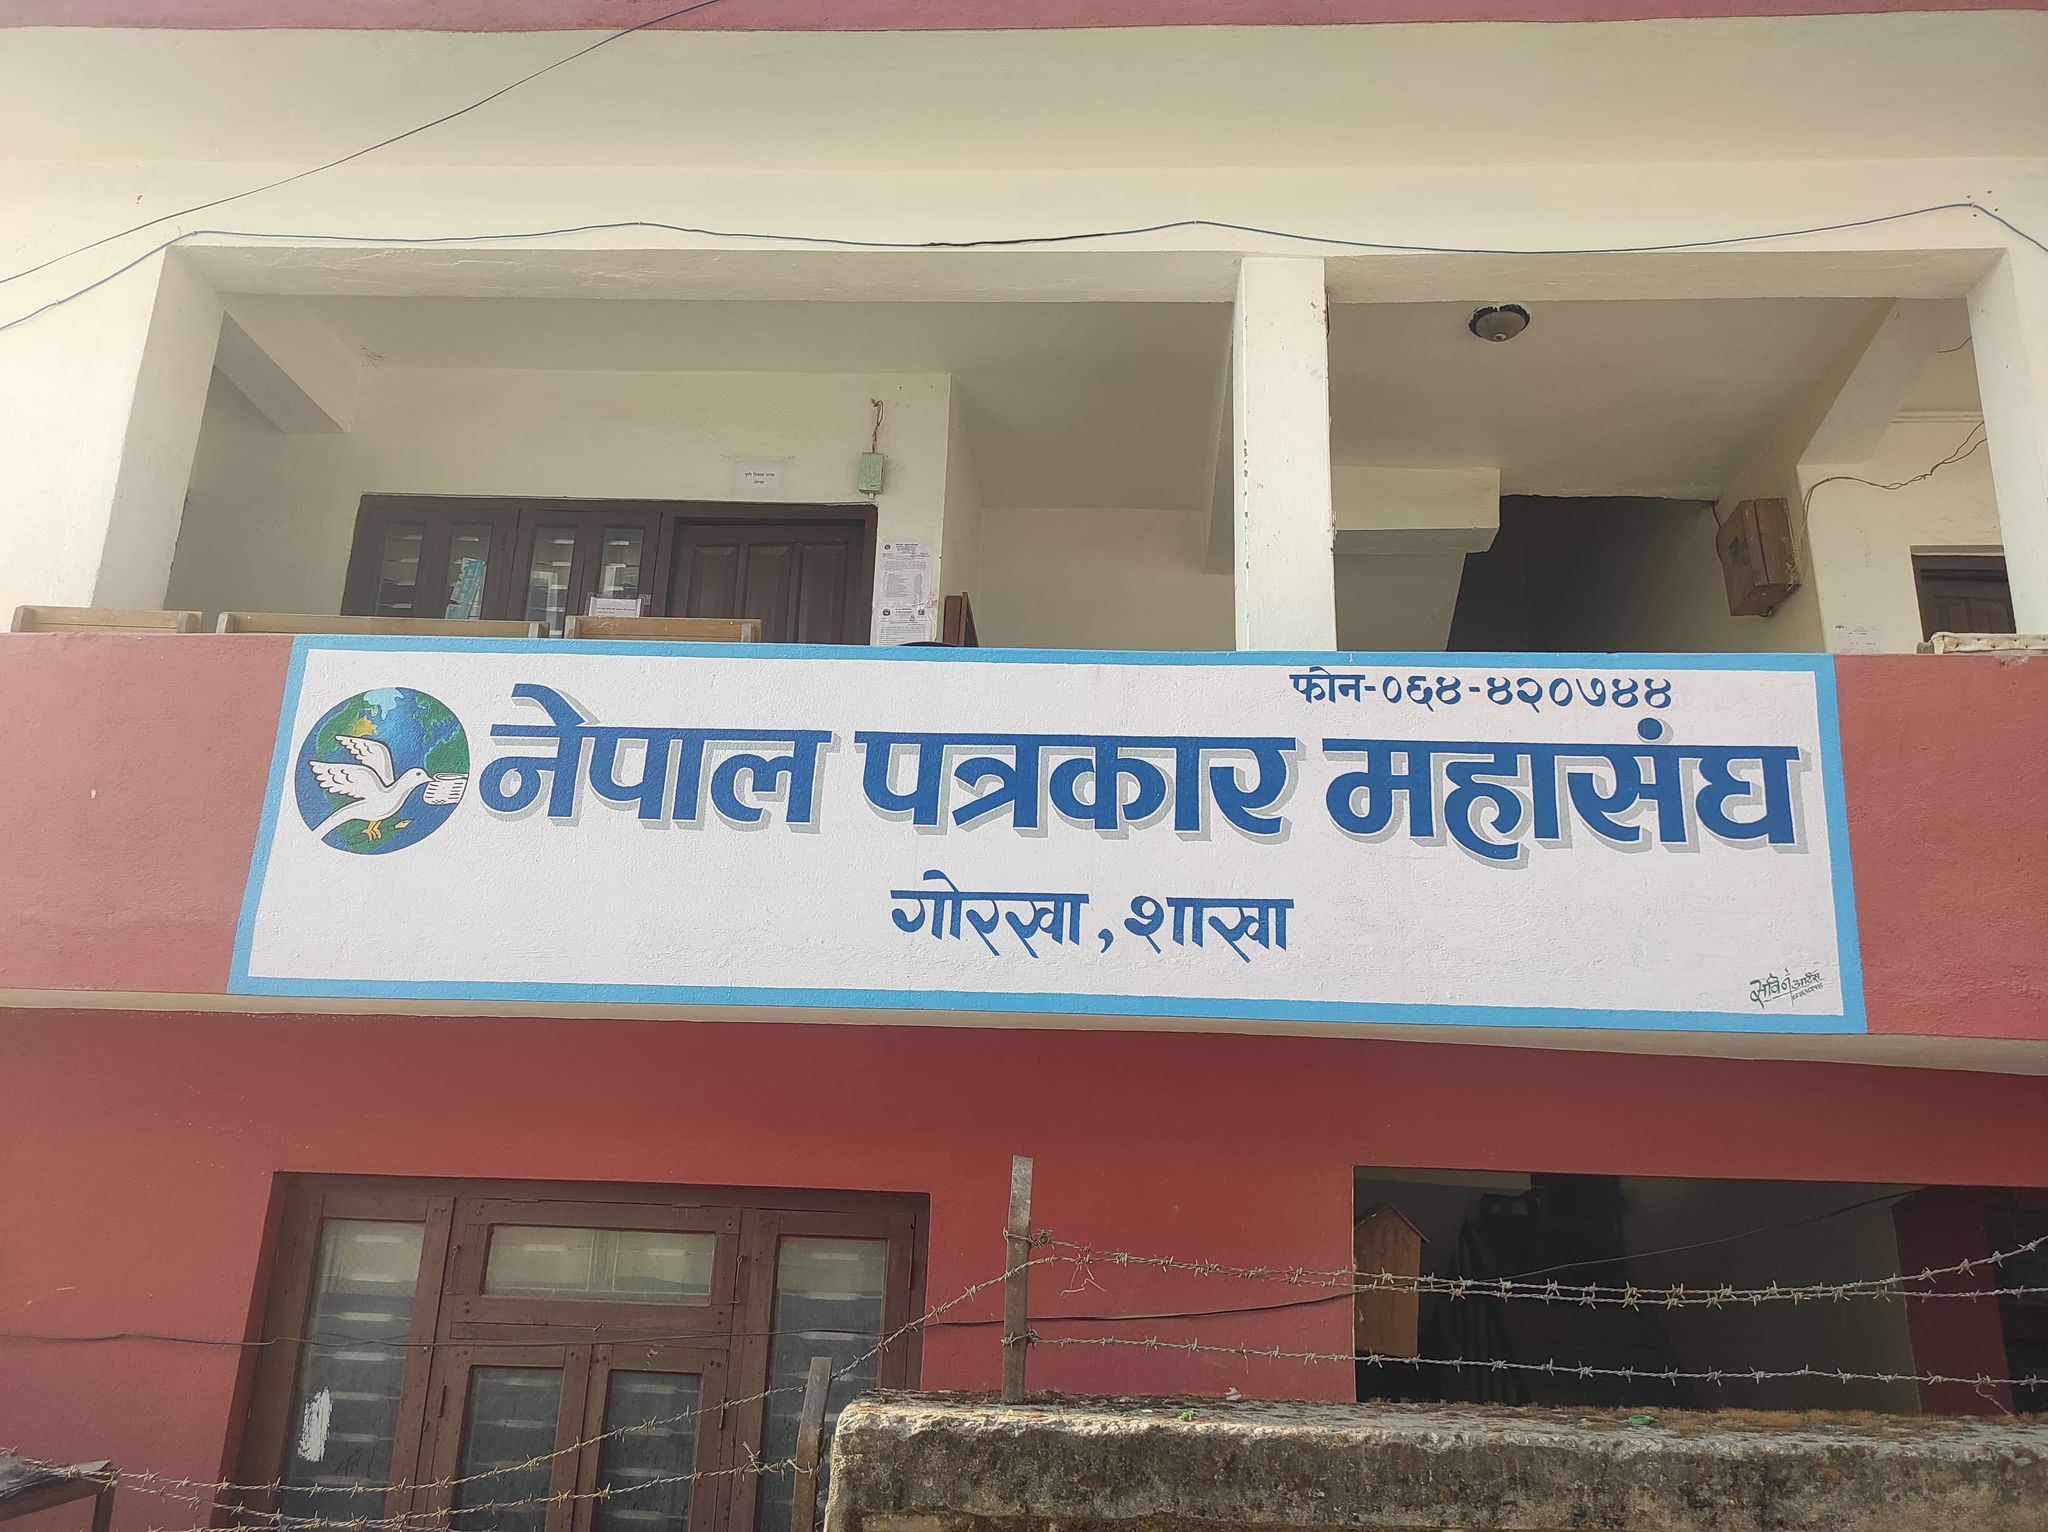 फोन-०६४-४२०७४४
नेपाल पत्रकार महासंघ
गोरखा, शाखा